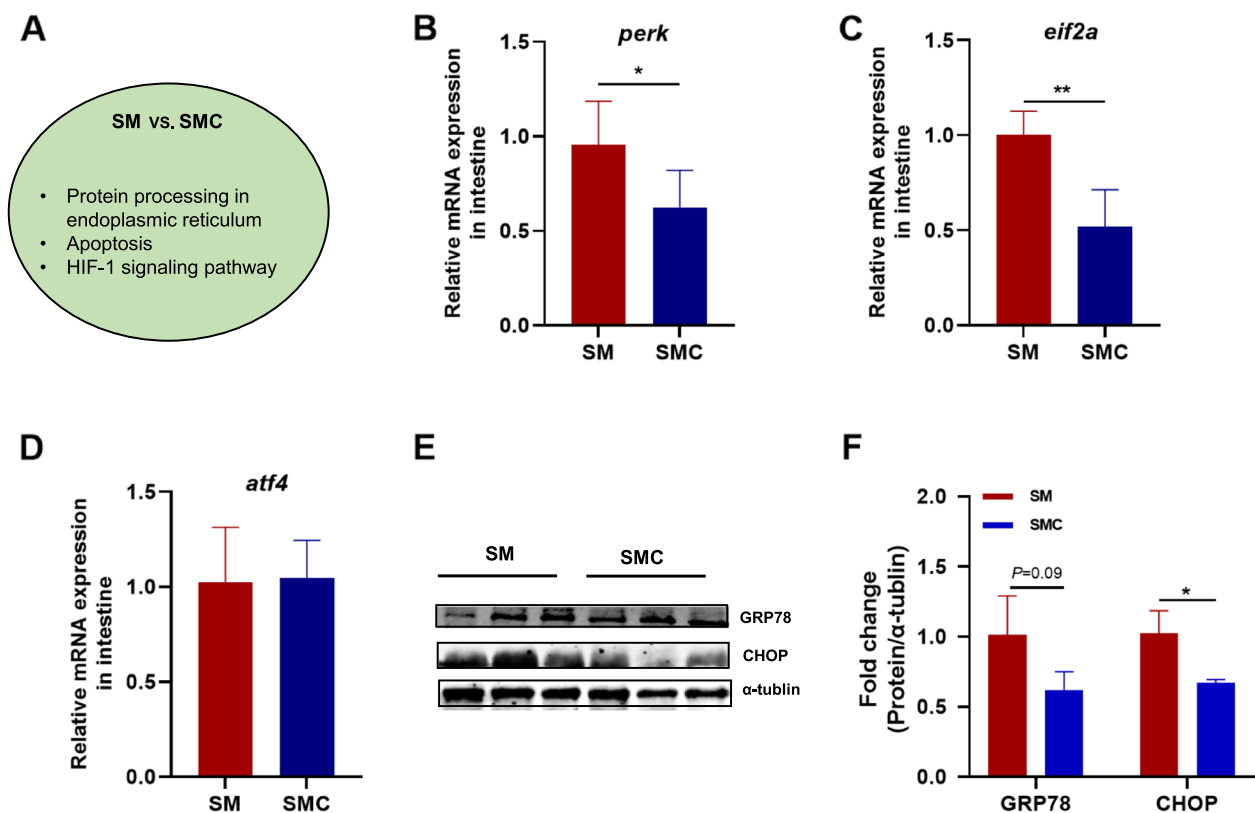 A
SM vs. SMC
• Protein processing in
endoplasmic reticulum
• Apoptosis
• HIF-1 signaling pathway
B
perk
Relative mRNA expression
in intestine
1.5
1.0
0.5
0.0
*
SM
SMC
C
eif2a
Relative mRNA expression
in intestine
1.5
1.0
0.5
0.0
**
SM
SMC
D
atf4
Relative mRNA expression
in intestine
1.5
1.0
0.5
0.0
SM
SMC
E
SM
SMC
GRP78
CHOP
α-tublin
F
Fold change
(Protein/α-tublin)
2.0
1.5
1.0
0.5
0.0
SM
SMC
P=0.09
*
GRP78
CHOP